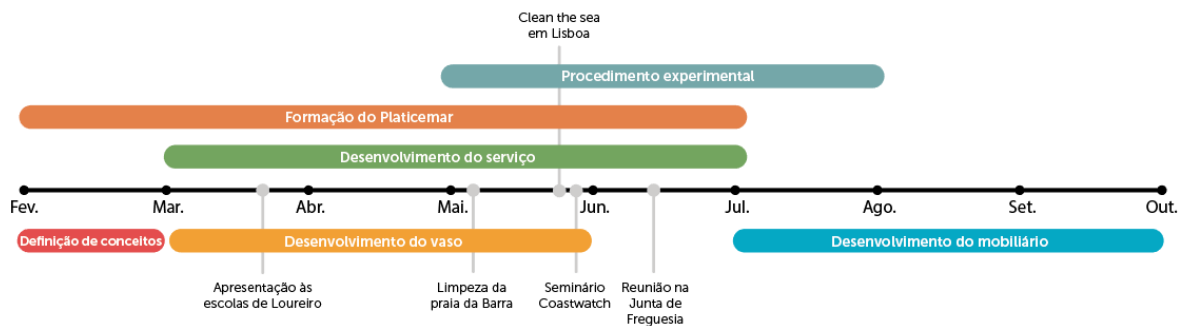 Clean the sea
em Lisboa
Procedimento experimental
Formação do Platicemar
Desenvolvimento do serviço
Fev.
Mar.
Abr.
Mai.
Jun.
Jul.
Ago.
Set.
Out.
Definição de conceitos
Desenvolvimento do vaso
Desenvolvimento do mobiliário
Apresentação às
escolas de Loureiro
Limpeza da
praia da Barra
Seminário
Coastwatch
Reunião na
Junta de
Freguesia